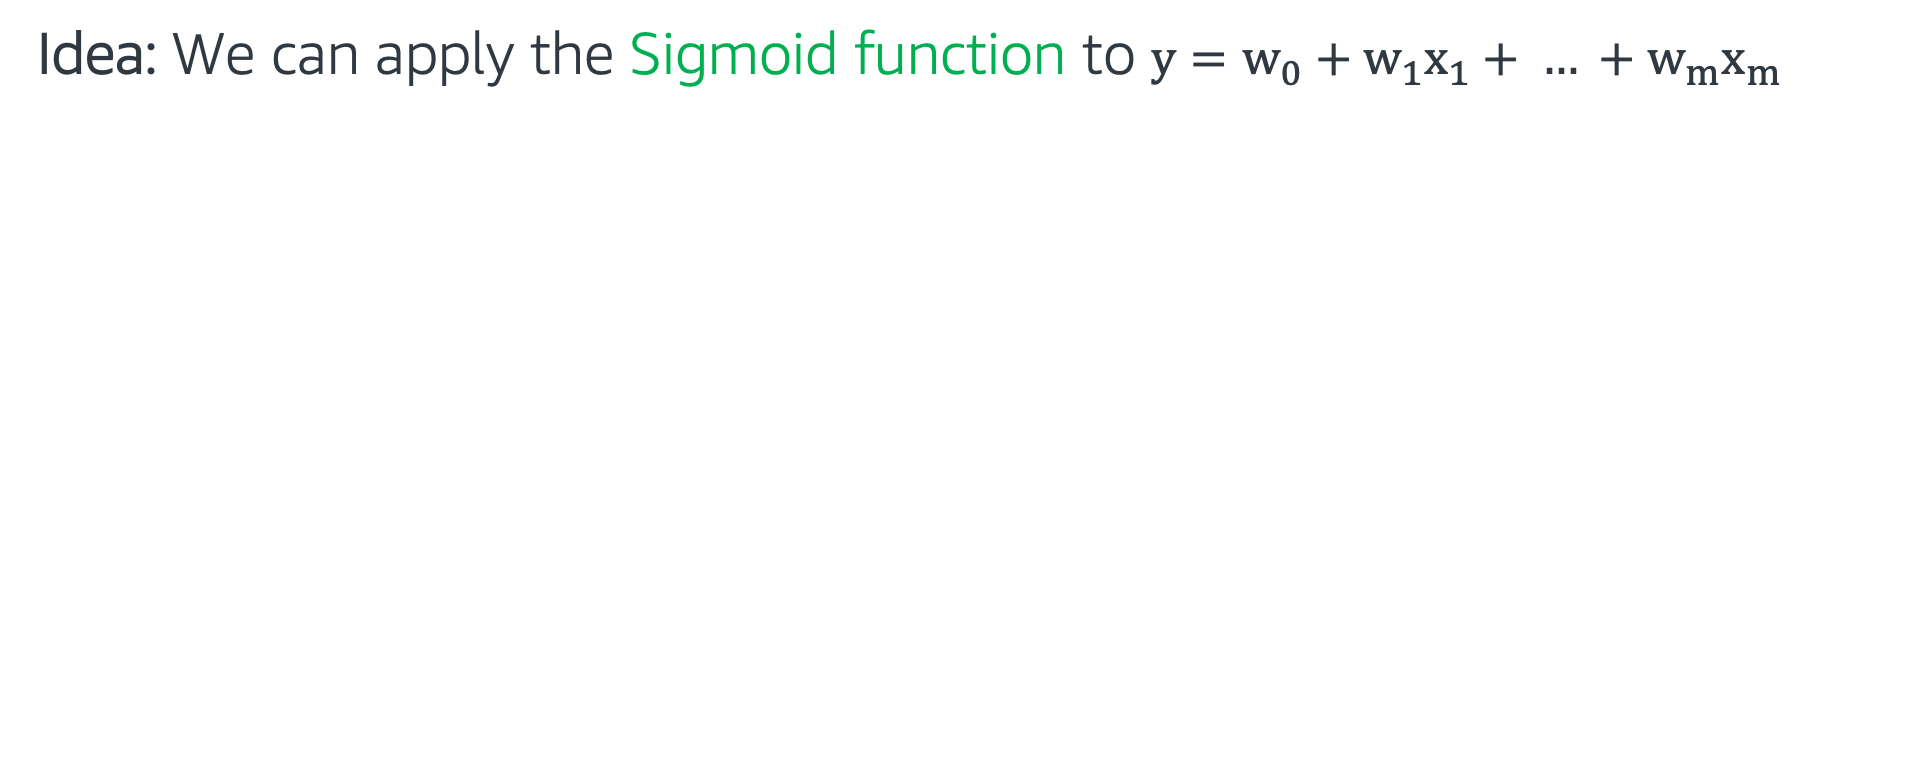 Idea: We can apply the Sigmoid function to y = w₀ + w₁x₁ + ... + wₘxₘ